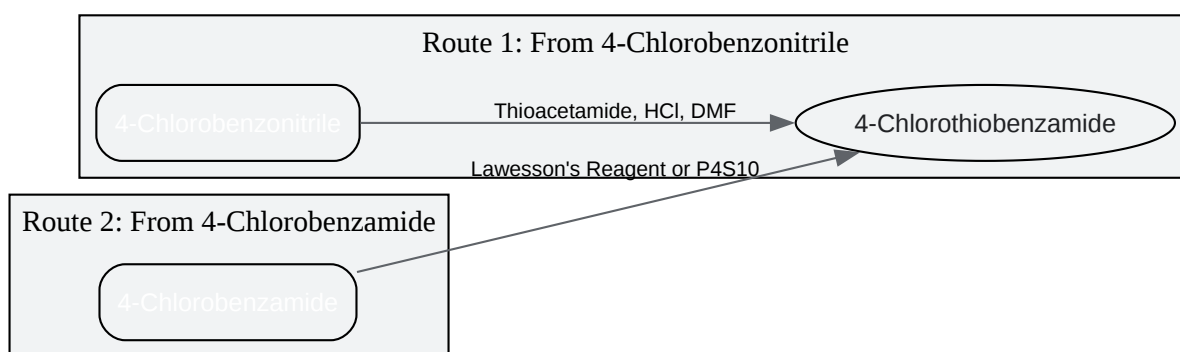 Route 1: From 4-Chlorobenzonitrile
4-Chlorobenzonitrile
Thioacetamide, HCl, DMF
4-Chlorothiobenzamide
Lawesson's Reagent or P4S10
Route 2: From 4-Chlorobenzamide
4-Chlorobenzamide